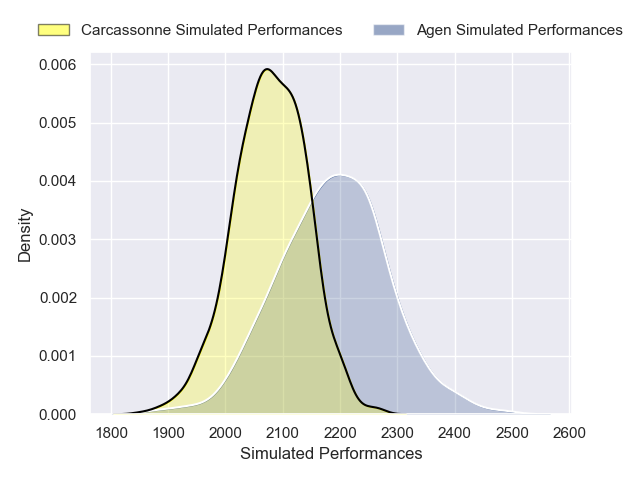 Carcassonne Simulated Performances
Agen Simulated Performances
0.006
0.005
0.004
0.003
0.002
0.001
0.000
Density
1800 1900 2000 2100 2200 2300 2400 2500 2600
Simulated Performances